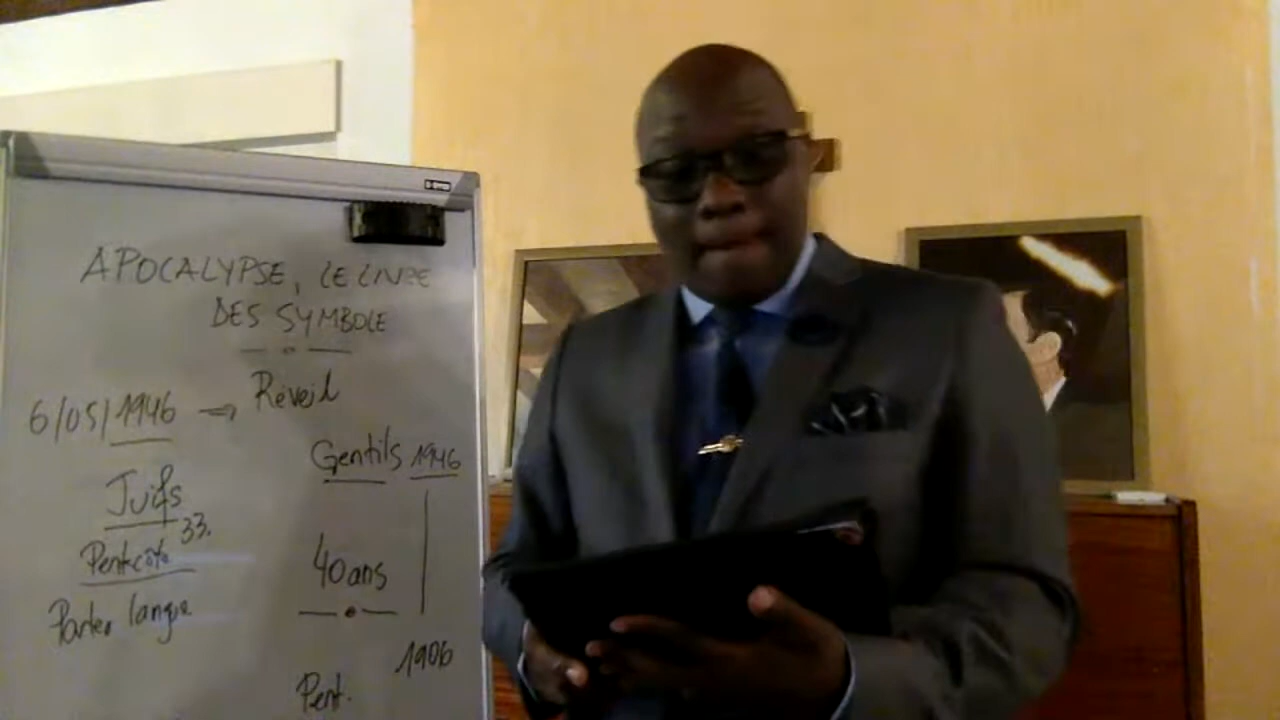 APOCALYPSE, LE LIVRE
DES SYMBOLE
6/05/1946 ⇒ Réveil
Gentils 1946
Juifs
33.
Pentcôte
40ans
Parler langue
1906
Pent.